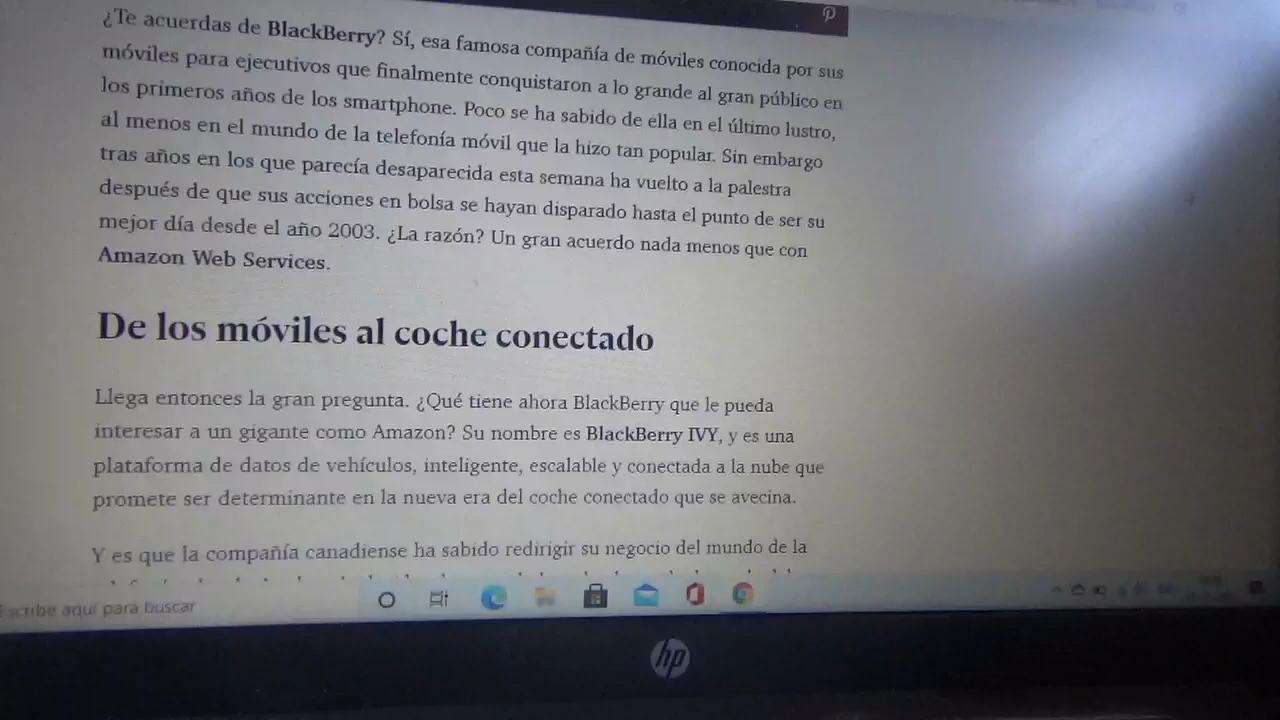 ¿Te acuerdas de BlackBerry? Sí, esa famosa compañía de móviles conocida por sus
móviles para ejecutivos que finalmente conquistaron a lo grande al gran público en
los primeros años de los smartphone. Poco se ha sabido de ella en el último lustro,
al menos en el mundo de la telefonía móvil que la hizo tan popular. Sin embargo
tras años en los que parecía desaparecida esta semana ha vuelto a la palestra
después de que sus acciones en bolsa se hayan disparado hasta el punto de ser su
mejor día desde el año 2003. ¿La razón? Un gran acuerdo nada menos que con
Amazon Web Services.
De los móviles al coche conectado
Llega entonces la gran pregunta. ¿Qué tiene ahora BlackBerry que le pueda
interesar a un gigante como Amazon? Su nombre es BlackBerry IVY, y es una
plataforma de datos de vehículos, inteligente, escalable y conectada a la nube que
promete ser determinante en la nueva era del coche conectado que se avecina.
Y es que la compañía canadiense ha sabido redirigir su negocio del mundo de la
Escribe aquí para buscar
hp